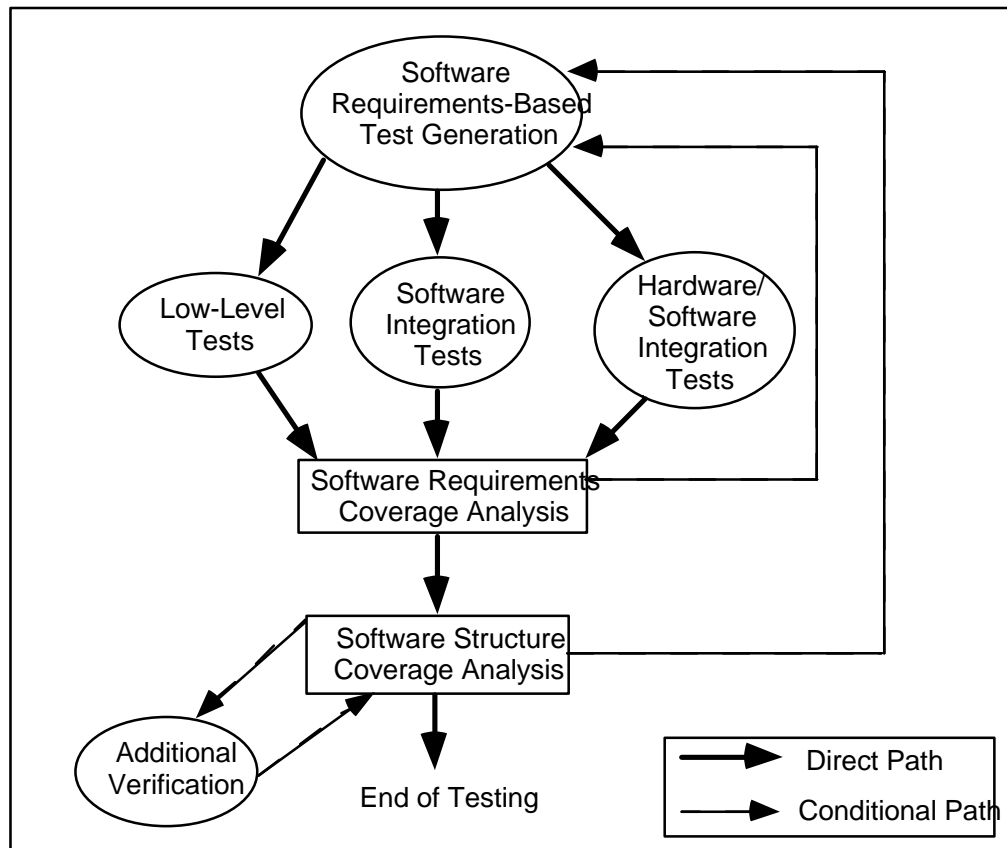 Software
Requirements-Based
Test Generation
Low-Level
Tests
Software
Integration
Tests
Hardware/
Software
Integration
Tests
Software Requirements
Coverage Analysis
Software Structure
Coverage Analysis
Additional
Verification
End of Testing
Direct Path
Conditional Path